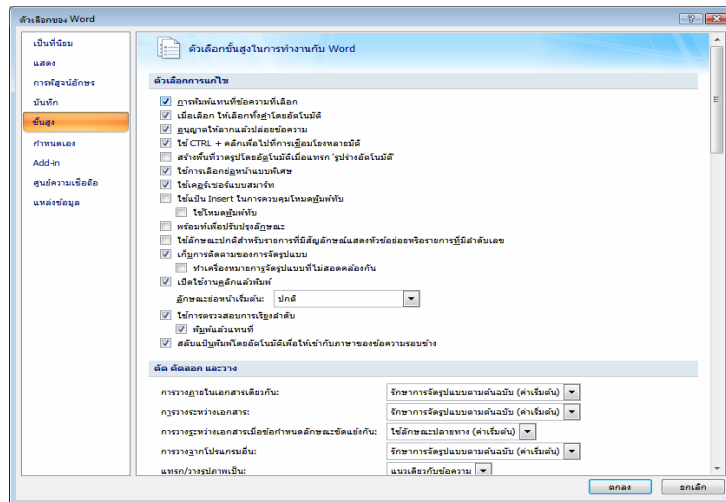 ตัวเลือกของ Word
เป็นที่นิยม
แสดง
การพิสูจน์อักษร
บันทึก
ขั้นสูง
กำหนดเอง
Add-in
ศูนย์ความเชื่อถือ
แหล่งข้อมูล
ตัวเลือกขั้นสูงในการทำงานกับ Word
ตัวเลือกการแก้ไข
การพิมพ์แทนที่ข้อความที่เลือก
เมื่อเลือก ให้เลือกทั้งคำโดยอัตโนมัติ
อนุญาตให้ลากแล้วปล่อยข้อความ
ใช้ CTRL + คลิกเพื่อไปที่การเชื่อมโยงหลายมิติ
สร้างพื้นที่วาดรูปโดยอัตโนมัติเมื่อแทรก 'รูปร่างอัตโนมัติ'
ใช้การเลือกย่อหน้าแบบพิเศษ
ใช้เคอร์เซอร์แบบสมาร์ท
ใช้แป้น Insert ในการควบคุมโหมดพิมพ์ทับ
ใช้โหมดพิมพ์ทับ
พร้อมท์เพื่อปรับปรุงลักษณะ
ใช้ลักษณะปกติสำหรับรายการที่มีสัญลักษณ์แสดงหัวข้อย่อยหรือรายการที่มีลำดับเลข
เก็บการติดตามของการจัดรูปแบบ
ทำเครื่องหมายการจัดรูปแบบที่ไม่สอดคล้องกัน
เปิดใช้งานคลิกแล้วพิมพ์
ลักษณะย่อหน้าเริ่มต้น: ปกติ
ใช้การตรวจสอบการเรียงลำดับ
พิมพ์แล้วแทนที่
สลับแป้นพิมพ์โดยอัตโนมัติเพื่อให้เข้ากับภาษาของข้อความรอบข้าง
ตัด คัดลอก และวาง
การวางภายในเอกสารเดียวกัน: รักษาการจัดรูปแบบตามต้นฉบับ (ค่าเริ่มต้น)
การวางระหว่างเอกสาร: รักษาการจัดรูปแบบตามต้นฉบับ (ค่าเริ่มต้น)
การวางระหว่างเอกสารเมื่อข้อกำหนดลักษณะขัดแย้งกัน: ใช้ลักษณะปลายทาง (ค่าเริ่มต้น)
การวางจากโปรแกรมอื่น: รักษาการจัดรูปแบบตามต้นฉบับ (ค่าเริ่มต้น)
แทรก/วางรูปภาพเป็น: แนวเดียวกับข้อความ
ตกลง ยกเลิก